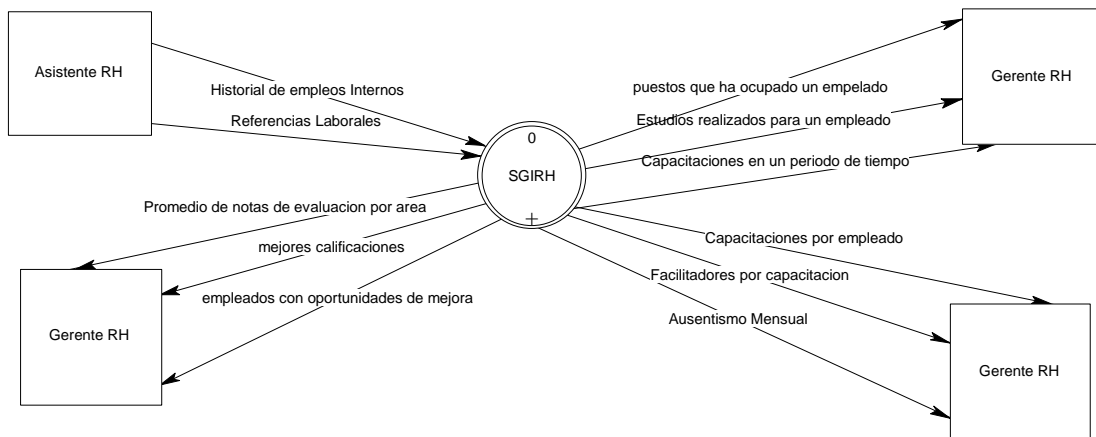 Asistente RH
Historial de empleos Internos
Referencias Laborales
0
SGIRH
+
puestos que ha ocupado un empelado
Estudios realizados para un empleado
Capacitaciones en un periodo de tiempo
Gerente RH
Promedio de notas de evaluacion por area
mejores calificaciones
empleados con oportunidades de mejora
Gerente RH
Capacitaciones por empleado
Facilitadores por capacitacion
Ausentismo Mensual
Gerente RH